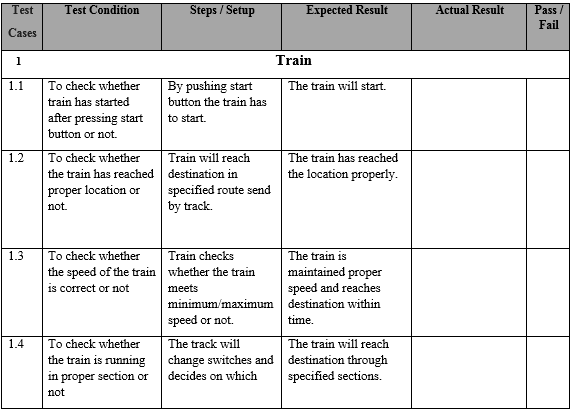 Test Cases Test Condition Steps / Setup Expected Result Actual Result Pass / Fail
1 Train
1.1
To check whether
train has started
after pressing start
button or not.
By pushing start
button the train has
to start.
The train will start.
1.2
To check whether
the train has reached
proper location or
not.
Train will reach
destination in
specified route send
by track.
The train has reached
the location properly.
1.3
To check whether
the speed of the train
is correct or not
Train checks
whether the train
meets
minimum/maximum
speed or not.
The train is
maintained proper
speed and reaches
destination within
time.
1.4
To check whether
the train is running
in proper section or
not
The track will
change switches and
decides on which
The train will reach
destination through
specified sections.